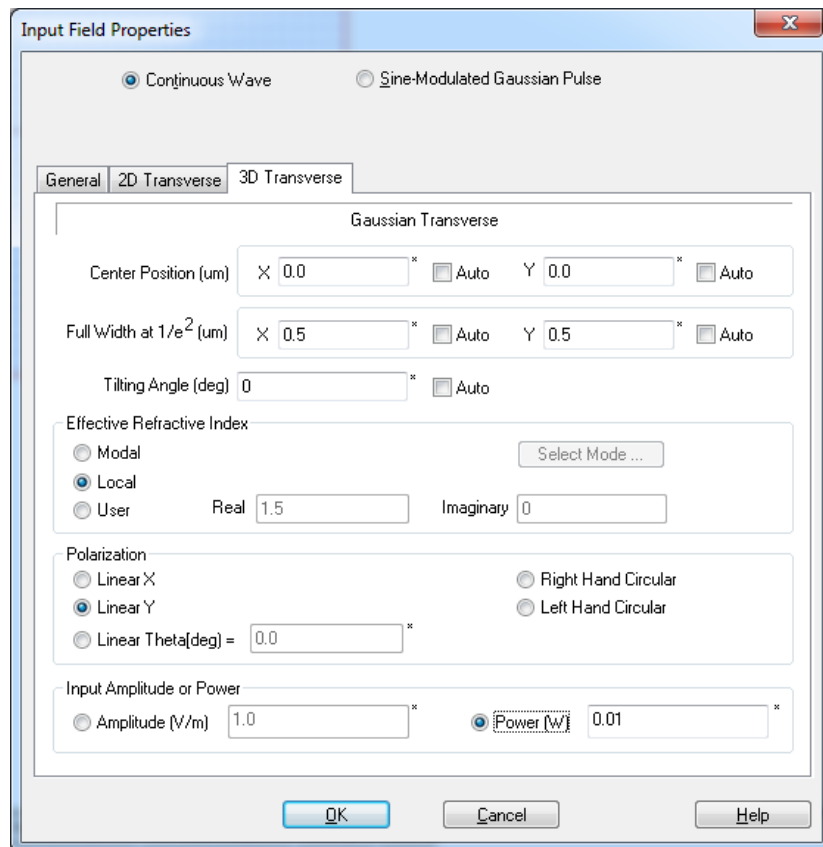 Input Field Properties
Continuous Wave Sine-Modulated Gaussian Pulse
General 2D Transverse 3D Transverse
Gaussian Transverse
Center Position (um) X 0.0 * Auto Y 0.0 * Auto
Full Width at 1/e2 (um) X 0.5 * Auto Y 0.5 * Auto
Tilting Angle (deg) 0 * Auto
Effective Refractive Index
Modal Select Mode ...
Local
User Real 1.5 Imaginary 0
Polarization
Linear X Right Hand Circular
Linear Y Left Hand Circular
Linear Theta[deg) = 0.0 *
Input Amplitude or Power
Amplitude (V/m) 1.0 * Power (W) 0.01 *
OK Cancel Help